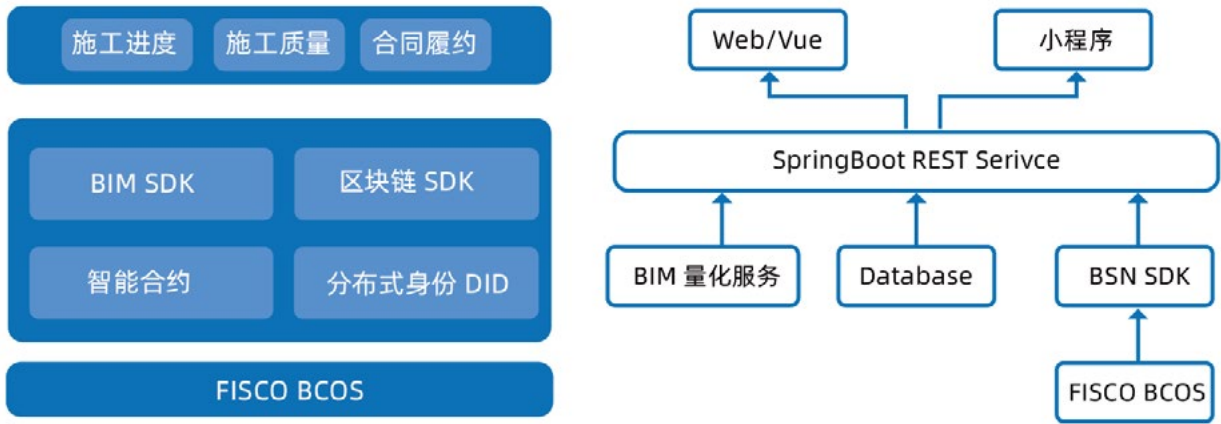 施工进度
施工质量
合同履约
BIM SDK
区块链 SDK
智能合约
分布式身份 DID
FISCO BCOS
Web/Vue
小程序
SpringBoot REST Serivce
BIM 量化服务
Database
BSN SDK
FISCO BCOS